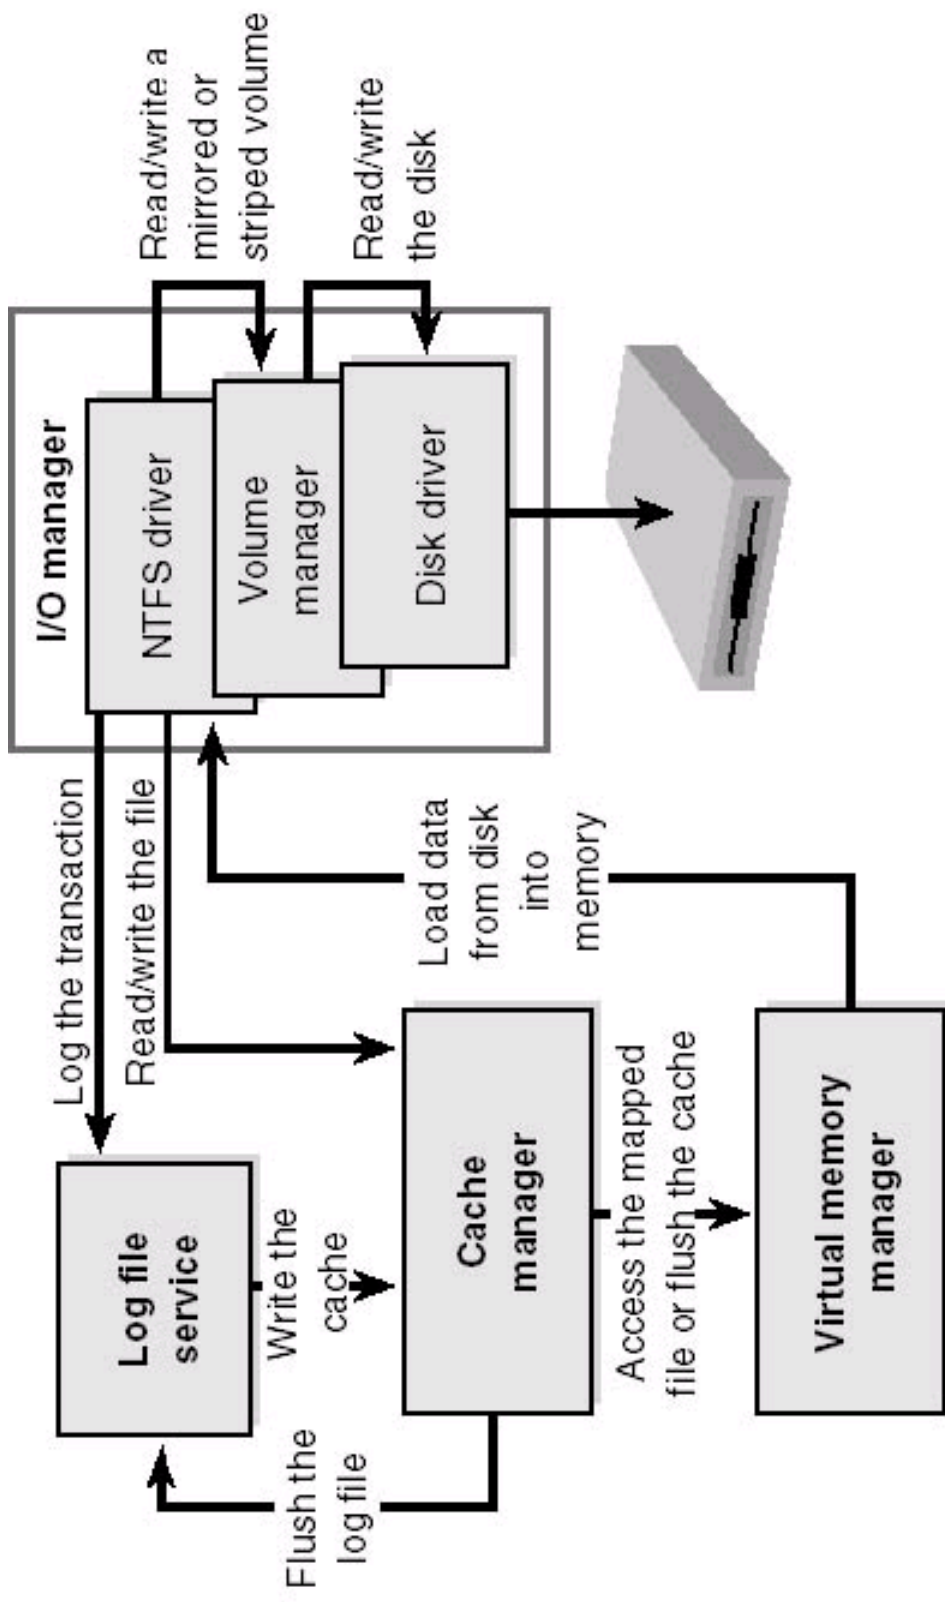 I/O manager
Log the transaction
NTFS driver
Read/write a
mirrored or
striped volume
Read/write the file
Log file
service
Volume
manager
Read/write
the disk
Flush the
log file
Write the
cache
Disk driver
Load data
from disk
into
memory
Cache
manager
Access the mapped
file or flush the cache
Virtual memory
manager